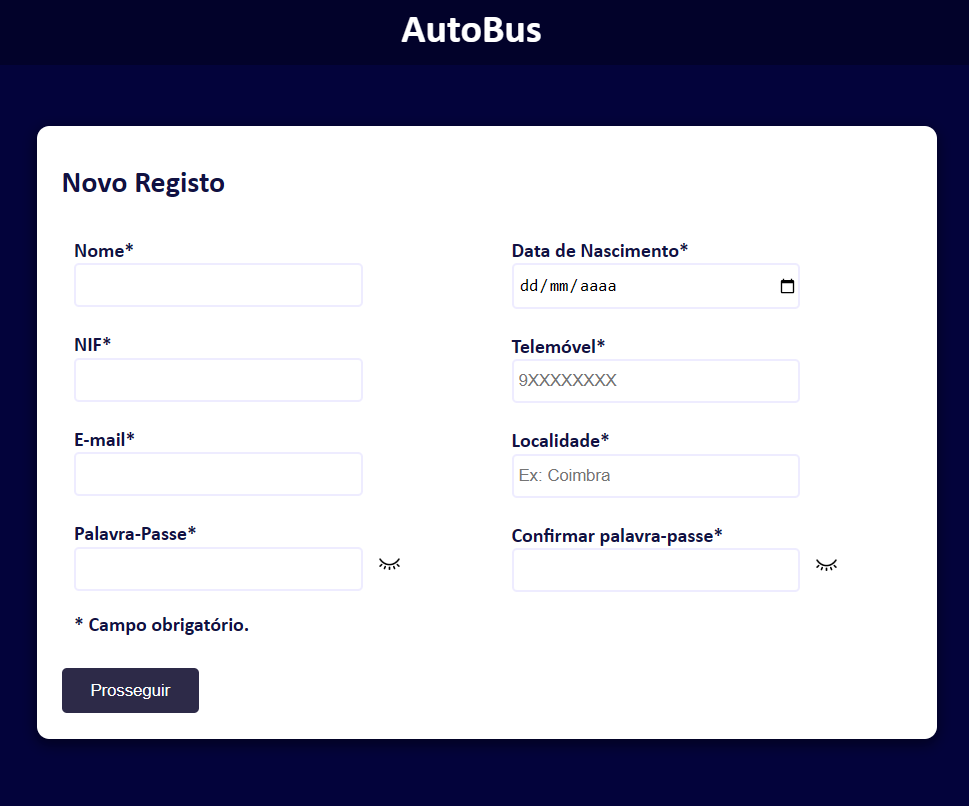 AutoBus
Novo Registo
Nome*
Data de Nascimento*
dd/mm/aaaa
NIF*
Telemóvel*
9XXXXXXXX
E-mail*
Localidade*
Ex: Coimbra
Palavra-Passe*
Confirmar palavra-passe*
* Campo obrigatório.
Prosseguir